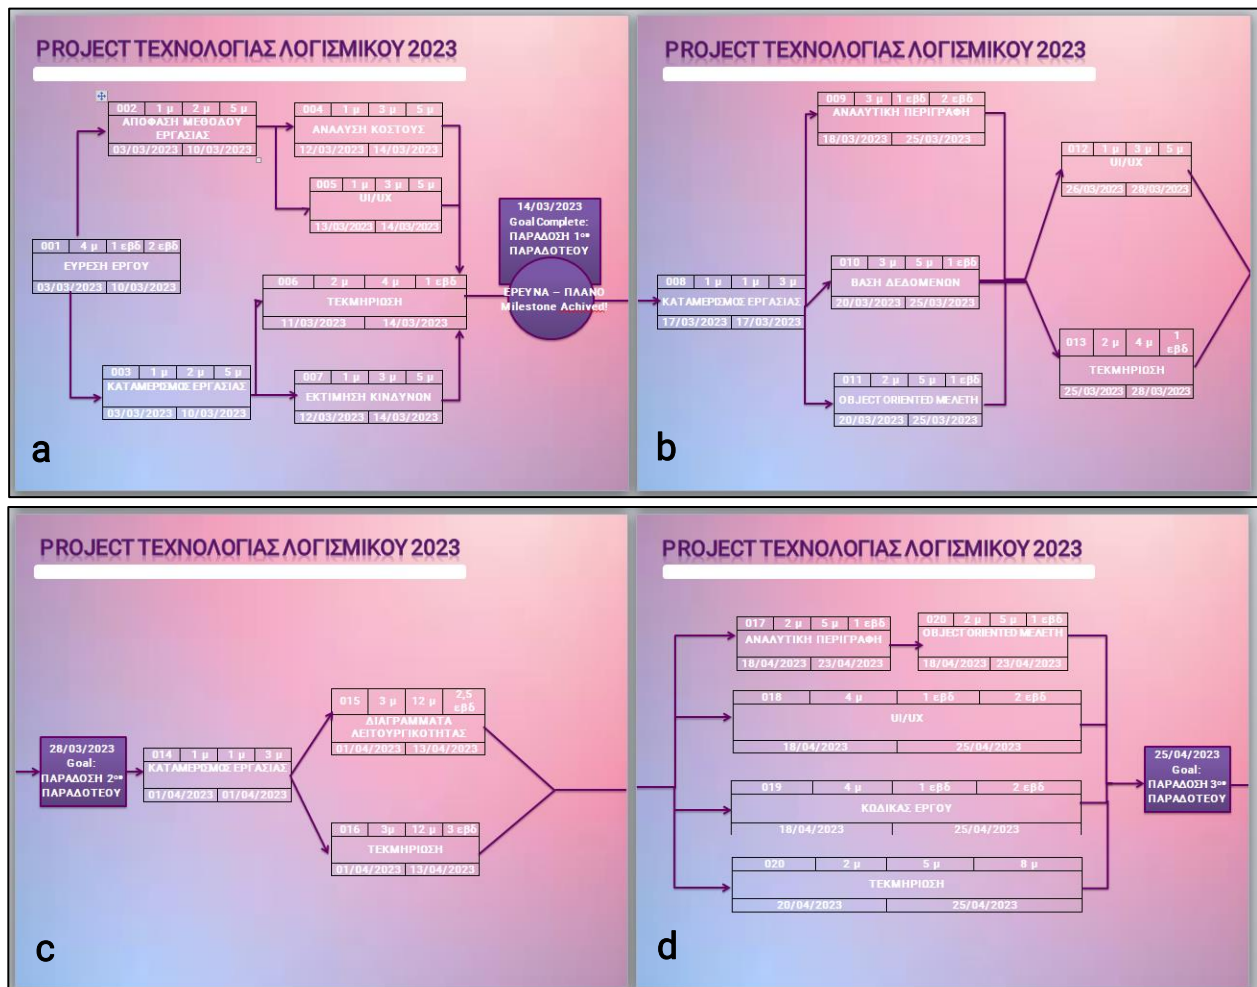 PROJECT ΤΕΧΝΟΛΟΓΙΑΣ ΛΟΓΙΣΜΙΚΟΥ 2023
002 1 μ 2 μ 5 μ
ΑΠΟΦΑΣΗ ΜΕΘΟΔΟΥ
ΕΡΓΑΣΙΑΣ
03/03/2023 10/03/2023
004 1 μ 3 μ 5 μ
ΑΝΑΛΥΣΗ ΚΟΣΤΟΥΣ
12/03/2023 14/03/2023
005 1 μ 3 μ 5 μ
UI/UX
13/03/2023 14/03/2023
001 4 μ 1 εβδ 2 εβδ
ΕΥΡΕΣΗ ΕΡΓΟΥ
03/03/2023 10/03/2023
006 2 μ 4 μ 1 εβδ
ΤΕΚΜΗΡΙΩΣΗ
11/03/2023 14/03/2023
14/03/2023
Goal Complete:
ΠΑΡΑΔΟΣΗ 1ου
ΠΑΡΑΔΟΤΕΟΥ
ΕΡΕΥΝΑ – ΠΛΑΝΟ
Milestone Achived!
003 1 μ 2 μ 5 μ
ΚΑΤΑΜΕΡΙΣΜΟΣ ΕΡΓΑΣΙΑΣ
03/03/2023 10/03/2023
007 1 μ 3 μ 5 μ
ΕΚΤΙΜΗΣΗ ΚΙΝΔΥΝΩΝ
12/03/2023 14/03/2023
a
PROJECT ΤΕΧΝΟΛΟΓΙΑΣ ΛΟΓΙΣΜΙΚΟΥ 2023
009 3 μ 1 εβδ 2 εβδ
ΑΝΑΛΥΤΙΚΗ ΠΕΡΙΓΡΑΦΗ
18/03/2023 25/03/2023
012 1 μ 3 μ 5 μ
UI/UX
26/03/2023 28/03/2023
008 1 μ 1 μ 3 μ
ΚΑΤΑΜΕΡΙΣΜΟΣ ΕΡΓΑΣΙΑΣ
17/03/2023 17/03/2023
010 3 μ 5 μ 1 εβδ
ΒΑΣΗ ΔΕΔΟΜΕΝΩΝ
20/03/2023 25/03/2023
013 2 μ 4 μ 1
εβδ
ΤΕΚΜΗΡΙΩΣΗ
25/03/2023 28/03/2023
011 2 μ 5 μ 1 εβδ
OBJECT ORIENTED ΜΕΛΕΤΗ
20/03/2023 25/03/2023
b
PROJECT ΤΕΧΝΟΛΟΓΙΑΣ ΛΟΓΙΣΜΙΚΟΥ 2023
28/03/2023
Goal:
ΠΑΡΑΔΟΣΗ 2ου
ΠΑΡΑΔΟΤΕΟΥ
014 1 μ 1 μ 3 μ
ΚΑΤΑΜΕΡΙΣΜΟΣ ΕΡΓΑΣΙΑΣ
01/04/2023 01/04/2023
015 3 μ 12 μ 2,5
εβδ
ΔΙΑΓΡΑΜΜΑΤΑ
ΛΕΙΤΟΥΡΓΙΚΟΤΗΤΑΣ
01/04/2023 13/04/2023
016 3μ 12 μ 3 εβδ
ΤΕΚΜΗΡΙΩΣΗ
01/04/2023 13/04/2023
c
PROJECT ΤΕΧΝΟΛΟΓΙΑΣ ΛΟΓΙΣΜΙΚΟΥ 2023
017 2 μ 5 μ 1 εβδ
ΑΝΑΛΥΤΙΚΗ ΠΕΡΙΓΡΑΦΗ
18/04/2023 23/04/2023
020 2 μ 5 μ 1 εβδ
OBJECT ORIENTED ΜΕΛΕΤΗ
18/04/2023 23/04/2023
018 4 μ 1 εβδ 2 εβδ
UI/UX
18/04/2023 25/04/2023
019 4 μ 1 εβδ 2 εβδ
ΚΩΔΙΚΑΣ ΕΡΓΟΥ
18/04/2023 25/04/2023
020 2 μ 5 μ 8 μ
ΤΕΚΜΗΡΙΩΣΗ
20/04/2023 25/04/2023
25/04/2023
Goal:
ΠΑΡΑΔΟΣΗ 3ου
ΠΑΡΑΔΟΤΕΟΥ
d